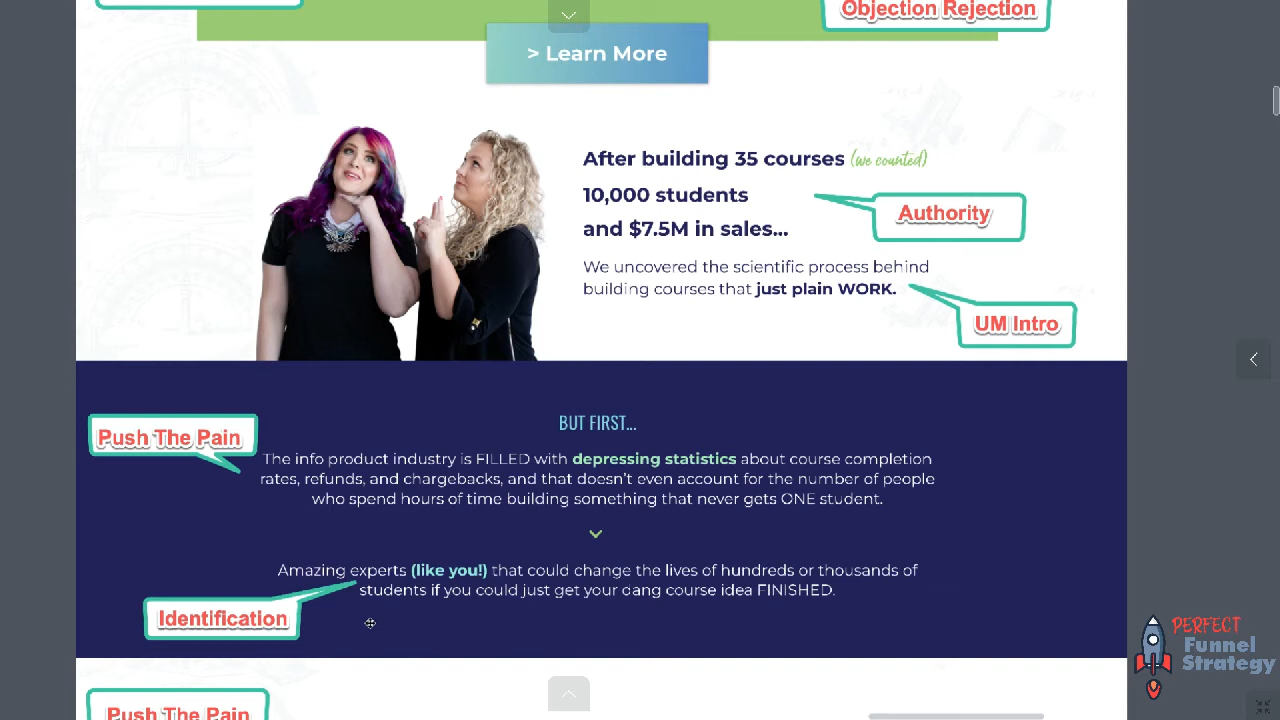 Objection Rejection
> Learn More
After building 35 courses (we counted)
10,000 students
and $7.5M in sales...
Authority
We uncovered the scientific process behind
building courses that just plain WORK.
UM Intro
BUT FIRST...
Push The Pain
The info product industry is FILLED with depressing statistics about course completion
rates, refunds, and chargebacks, and that doesn't even account for the number of people
who spend hours of time building something that never gets ONE student.
Amazing experts (like you!) that could change the lives of hundreds or thousands of
students if you could just get your dang course idea FINISHED.
Identification
PERFECT
Funnel
Strategy
Push The Pain